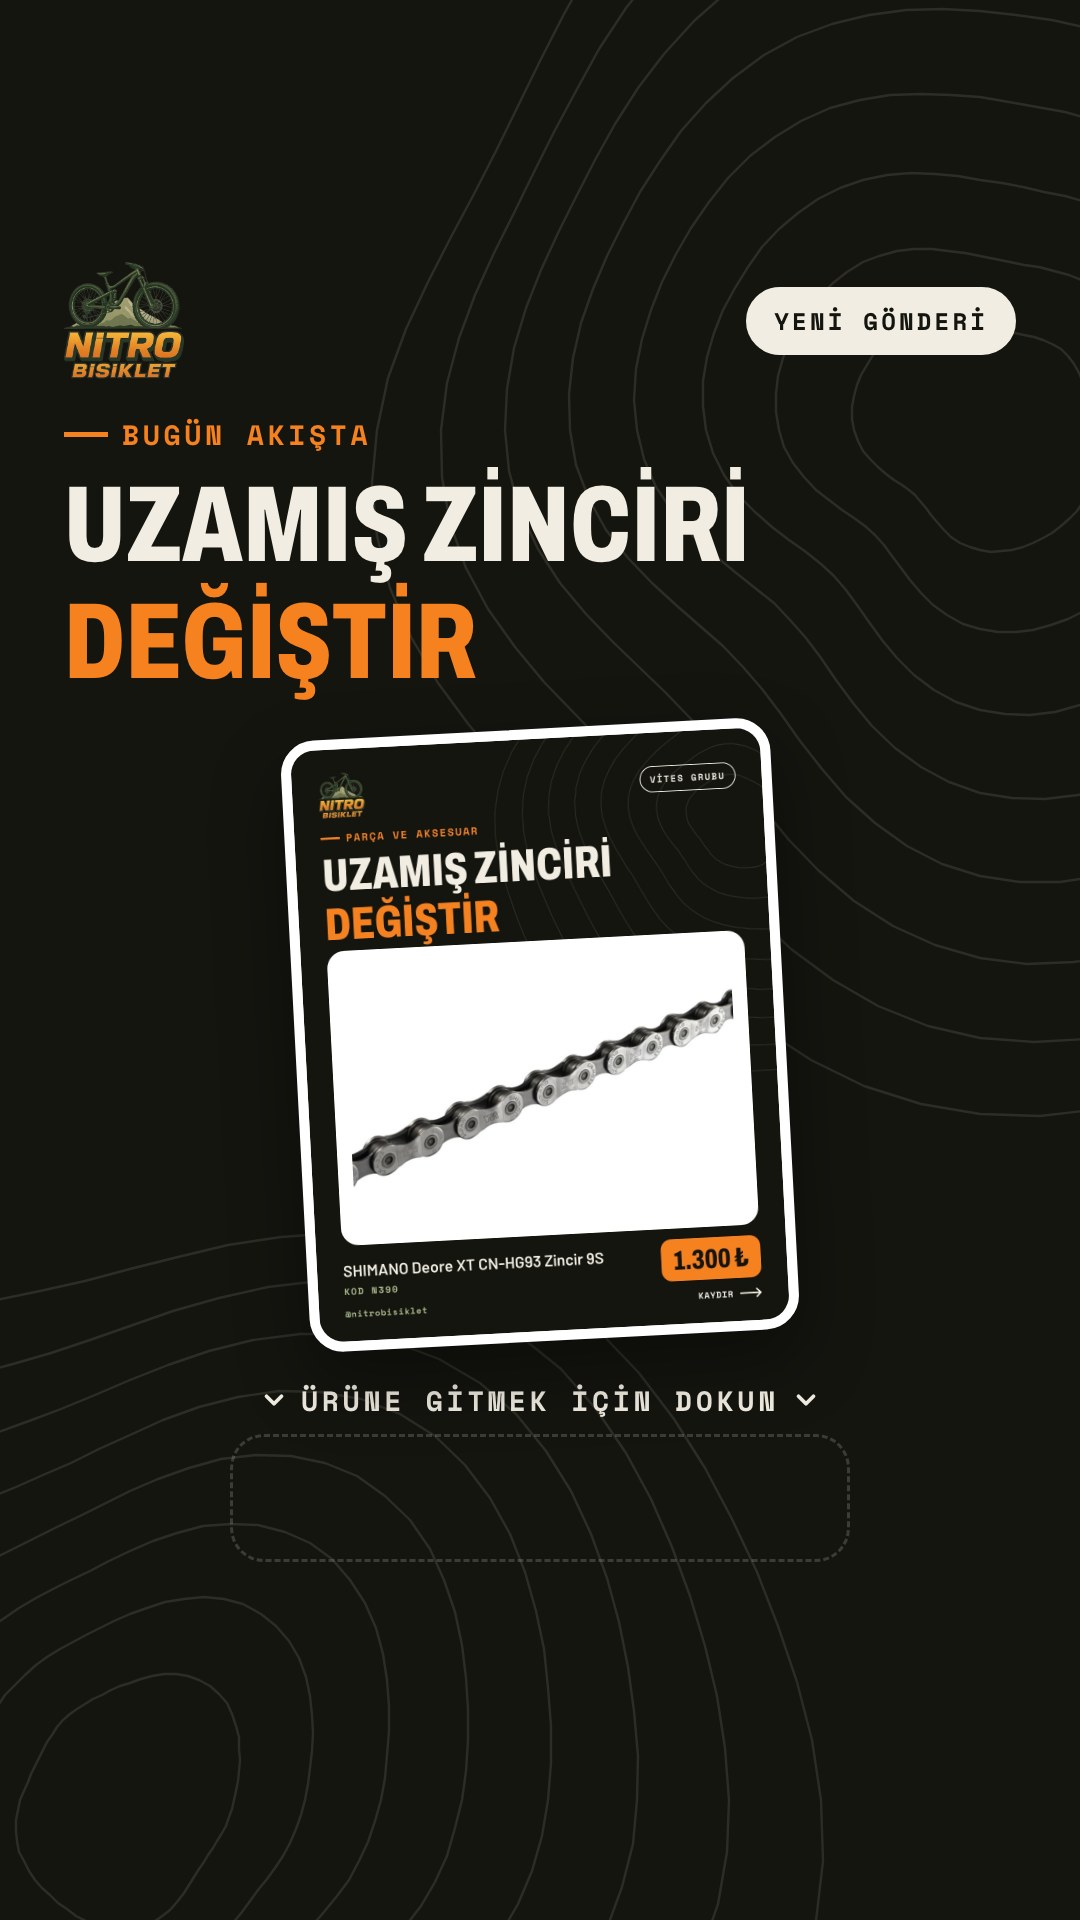 NiTRO
BiSiKLET
YENİ GÖNDERİ
BUGÜN AKIŞTA
UZAMIŞ ZİNCİRİ
DEĞİŞTİR
NiTRO
BiSiKLET
VİTES GRUBU
PARÇA VE AKSESUAR
UZAMIŞ ZİNCİRİ
DEĞİŞTİR
SHIMANO Deore XT CN-HG93 Zincir 9S
1.300 ₺
KOD N390
KAYDIR
@nitrobisiklet
ÜRÜNE GİTMEK İÇİN DOKUN